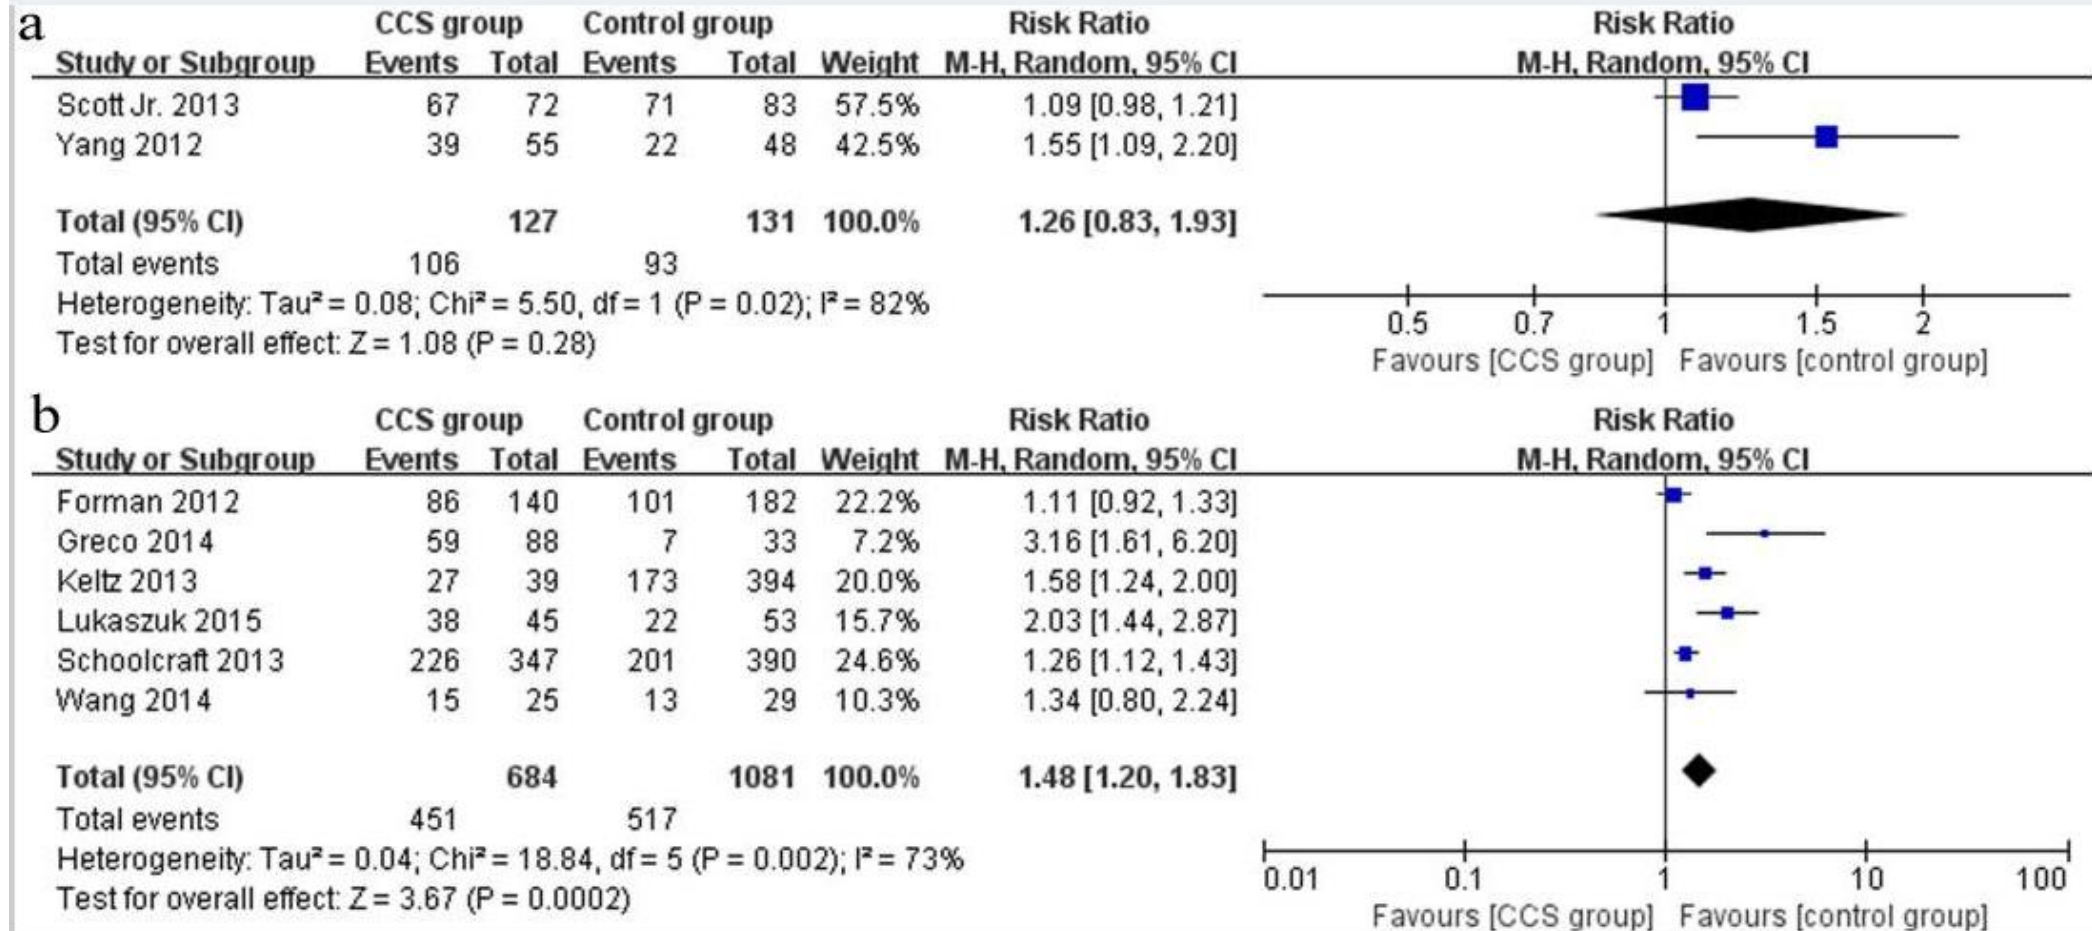 a
CCS group Control group Risk Ratio Risk Ratio
Study or Subgroup Events Total Events Total Weight M-H, Random, 95% CI M-H, Random, 95% CI
Scott Jr. 2013 67 72 71 83 57.5% 1.09 [0.98, 1.21]
Yang 2012 39 55 22 48 42.5% 1.55 [1.09, 2.20]
Total (95% CI) 127 131 100.0% 1.26 [0.83, 1.93]
Total events 106 93
Heterogeneity: Tau² = 0.08; Chi² = 5.50, df = 1 (P = 0.02); I² = 82%
0.5 0.7 1 1.5 2
Test for overall effect: Z = 1.08 (P = 0.28)
Favours [CCS group] Favours [control group]
b
CCS group Control group Risk Ratio Risk Ratio
Study or Subgroup Events Total Events Total Weight M-H, Random, 95% CI M-H, Random, 95% CI
Forman 2012 86 140 101 182 22.2% 1.11 [0.92, 1.33]
Greco 2014 59 88 7 33 7.2% 3.16 [1.61, 6.20]
Keltz 2013 27 39 173 394 20.0% 1.58 [1.24, 2.00]
Lukaszuk 2015 38 45 22 53 15.7% 2.03 [1.44, 2.87]
Schoolcraft 2013 226 347 201 390 24.6% 1.26 [1.12, 1.43]
Wang 2014 15 25 13 29 10.3% 1.34 [0.80, 2.24]
Total (95% CI) 684 1081 100.0% 1.48 [1.20, 1.83]
Total events 451 517
Heterogeneity: Tau² = 0.04; Chi² = 18.84, df = 5 (P = 0.002); I² = 73%
0.01 0.1 1 10 100
Test for overall effect: Z = 3.67 (P = 0.0002)
Favours [CCS group] Favours [control group]